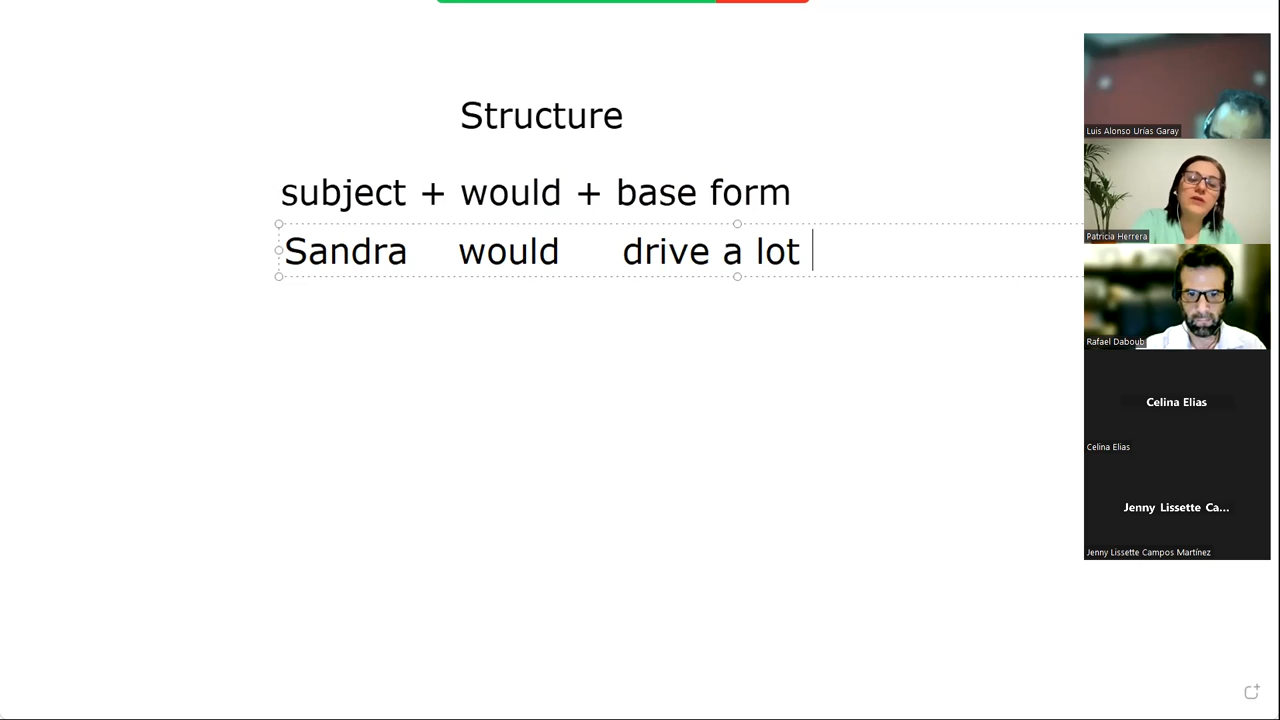 Structure
subject + would + base form
Sandra would drive a lot
Luis Alonso Urías Garay
Patricia Herrera
Rafael Daboub
Celina Elias
Celina Elias
Jenny Lissette Ca...
Jenny Lissette Campos Martínez